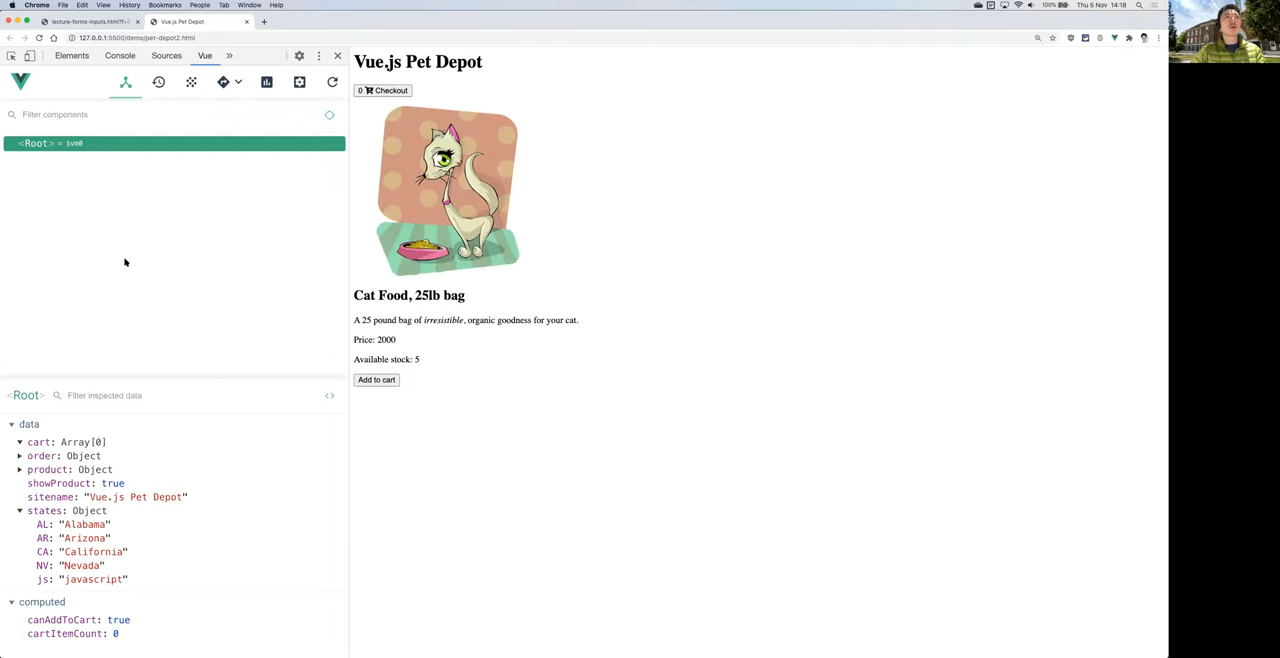 Chrome File Edit View History Bookmarks People Tab Window Help 100% Thu 5 Nov 14:18
lecture-forms-inputs.html?f= Vue.js Pet Depot
127.0.0.1:5500/demo/pet-depot2.html
Elements Console Sources Vue »
Filter components
<Root> = $vm0
<Root> Filter inspected data
data
cart: Array[0]
order: Object
product: Object
showProduct: true
sitename: "Vue.js Pet Depot"
states: Object
AL: "Alabama"
AR: "Arizona"
CA: "California"
NV: "Nevada"
js: "javascript"
computed
canAddToCart: true
cartItemCount: 0
Vue.js Pet Depot
0 Checkout
Cat Food, 25lb bag
A 25 pound bag of irresistible, organic goodness for your cat.
Price: 2000
Available stock: 5
Add to cart